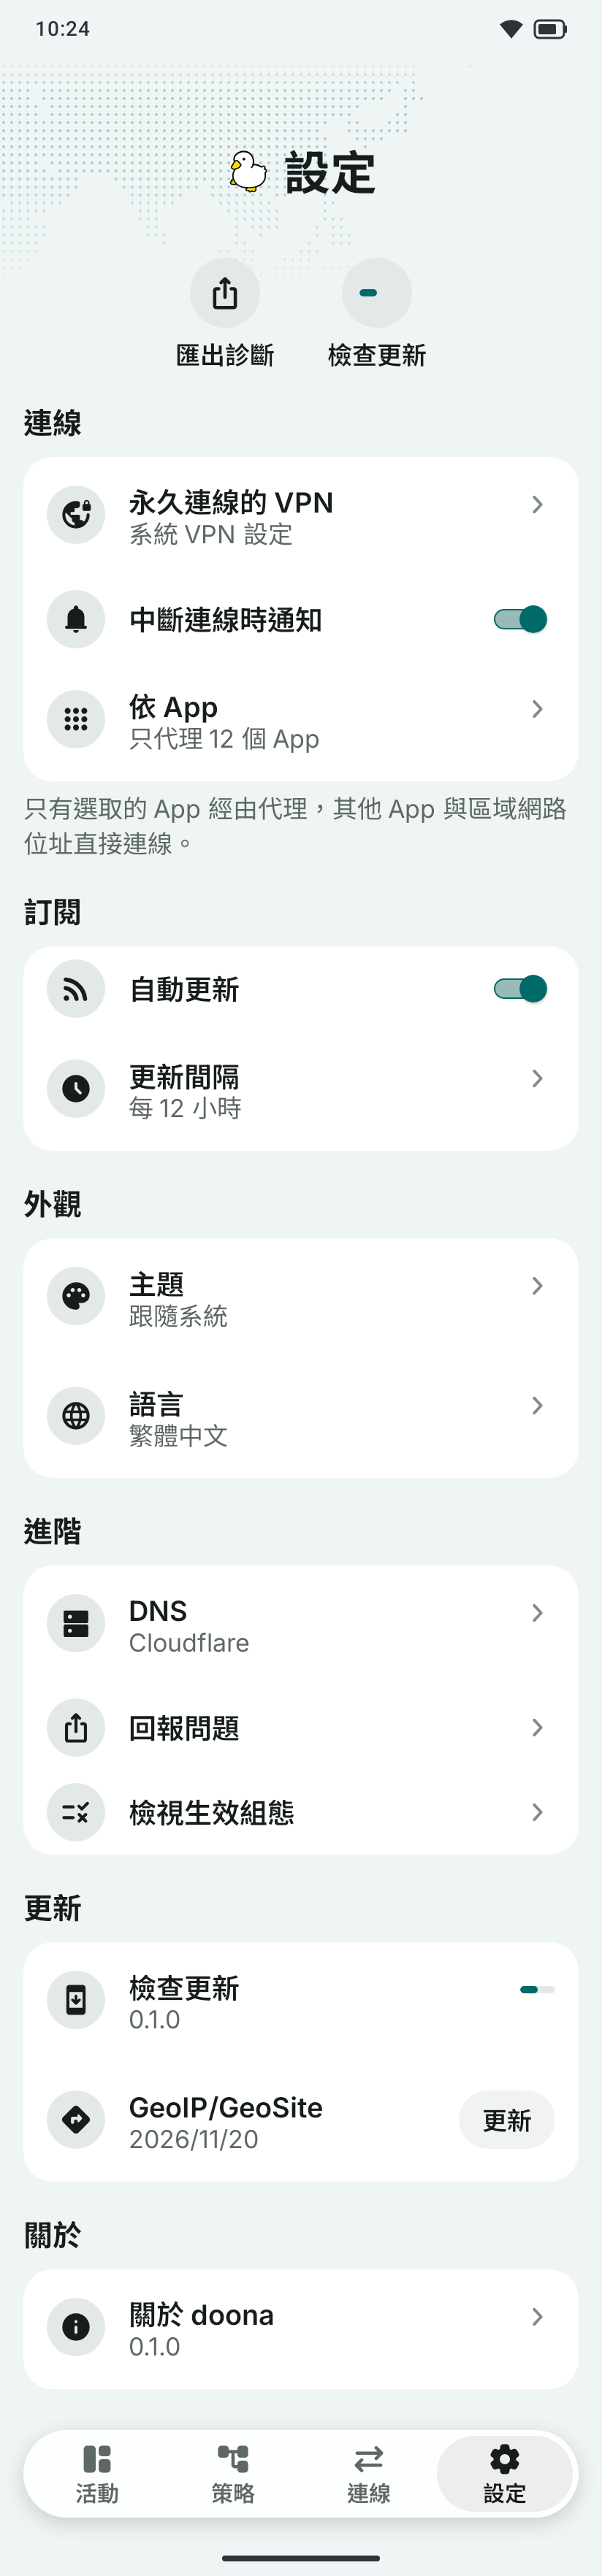 10:24
設定
匯出診斷
檢查更新
連線
永久連線的 VPN
系統 VPN 設定
中斷連線時通知
依 App
只代理 12 個 App
只有選取的 App 經由代理，其他 App 與區域網路
位址直接連線。
訂閱
自動更新
更新間隔
每 12 小時
外觀
主題
跟隨系統
語言
繁體中文
進階
DNS
Cloudflare
回報問題
檢視生效組態
更新
檢查更新
0.1.0
GeoIP/GeoSite
2026/11/20
更新
關於
關於 doona
0.1.0
活動
策略
連線
設定